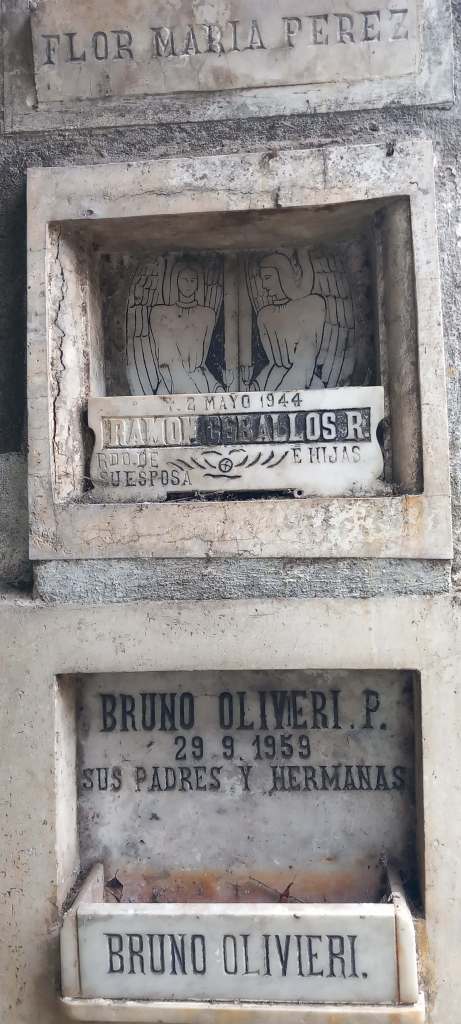 FLOR MARIA PEREZ
2 MAYO 1944
RAMON CEBALLOS R.
RDO. DE
SU ESPOSA
E HIJAS
BRUNO OLIVIERI. P.
29 9. 1959
SUS PADRES Y HERMANAS
BRUNO OLIVIERI.